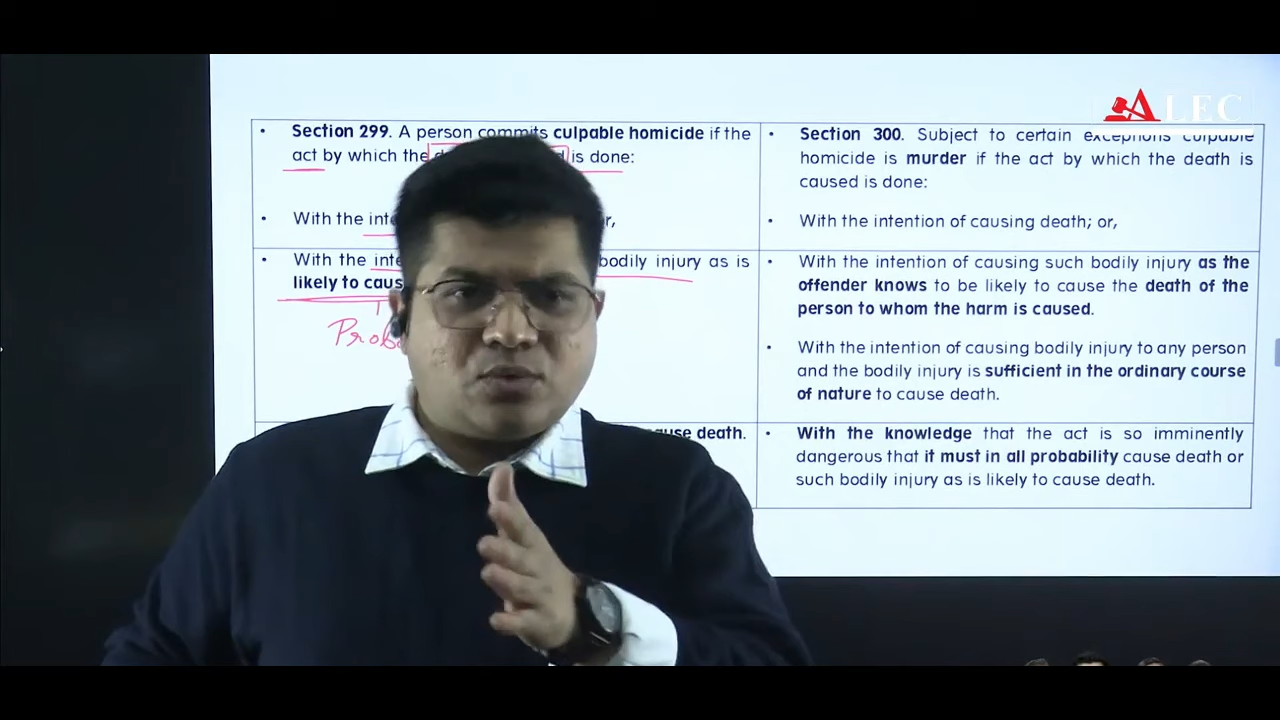 ALEC
Section 299. A person commits culpable homicide if the
act by which the is done:
With the
With the bodily injury as is
likely to
death.
Section 300. Subject to certain exceptions culpable
homicide is murder if the act by which the death is
caused is done:
With the intention of causing death; or,
With the intention of causing such bodily injury as the
offender knows to be likely to cause the death of the
person to whom the harm is caused.
With the intention of causing bodily injury to any person
and the bodily injury is sufficient in the ordinary course
of nature to cause death.
With the knowledge that the act is so imminently
dangerous that it must in all probability cause death or
such bodily injury as is likely to cause death.